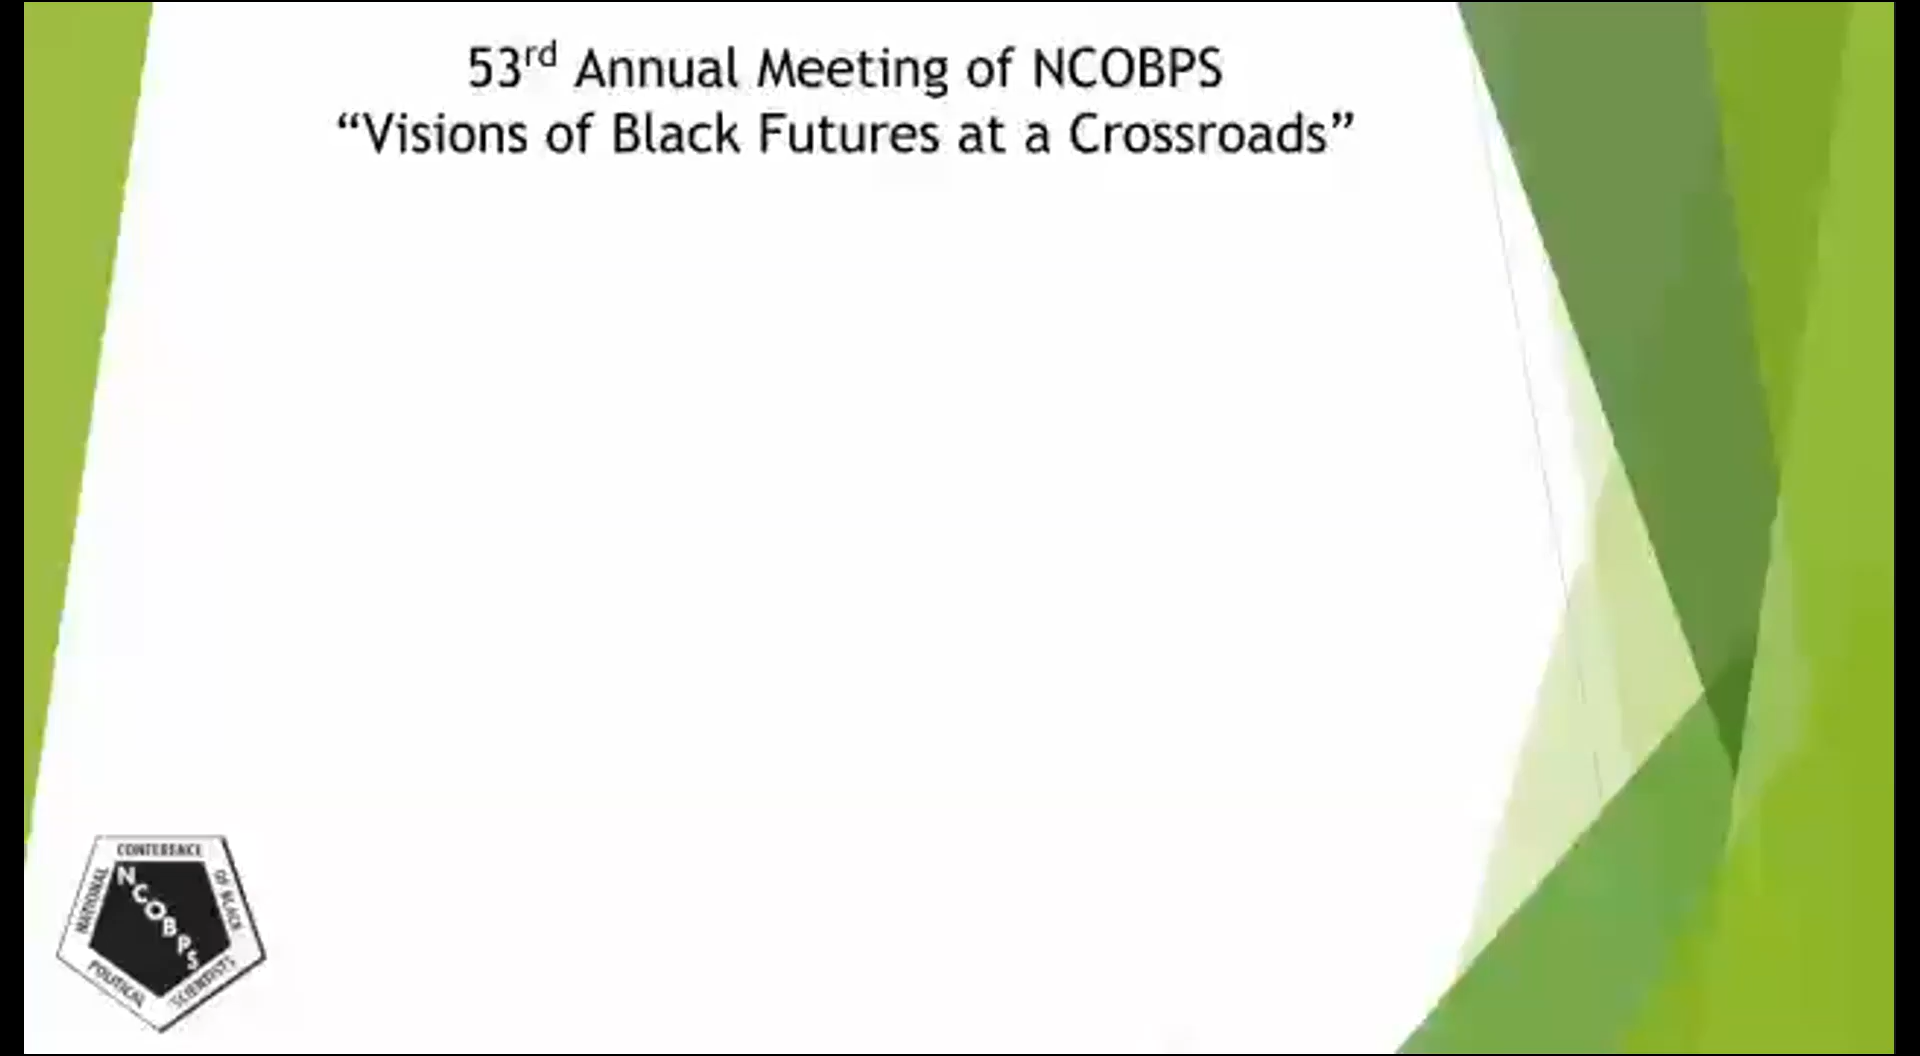 53rd Annual Meeting of NCOBPS
“Visions of Black Futures at a Crossroads”
CONFERENCE
NATIONAL
OF BLACK
NCOBPS
POLITICAL
SCIENTISTS